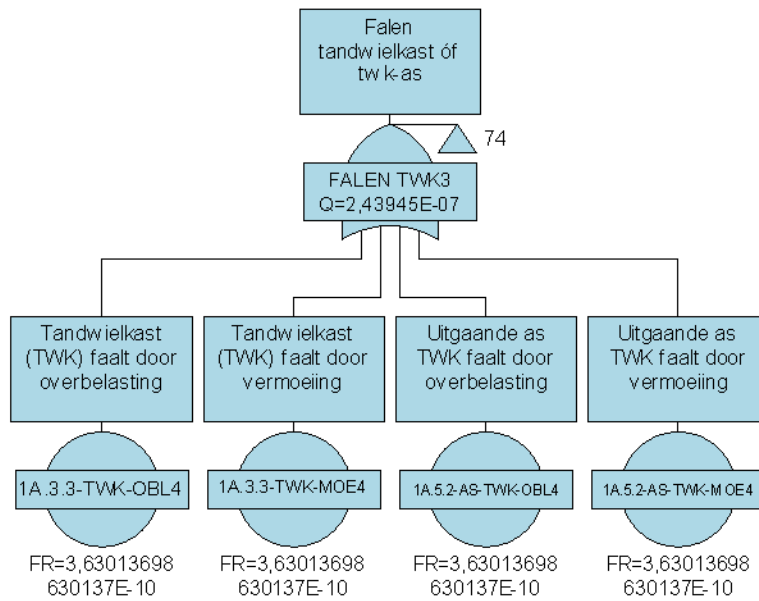 Falen
tandwielkast óf
twk-as
74
FALEN TWK3
Q=2,43945E-07
Tandwielkast
(TWK) faalt door
overbelasting
Tandwielkast
(TWK) faalt door
vermoeiing
Uitgaande as
TWK faalt door
overbelasting
Uitgaande as
TWK faalt door
vermoeiing
1A.3.3-TWK-OBL4
1A.3.3-TWK-MOE4
1A.5.2-AS-TWK-OBL4
1A.5.2-AS-TWK-MOE4
FR=3,63013698
630137E-10
FR=3,63013698
630137E-10
FR=3,63013698
630137E-10
FR=3,63013698
630137E-10